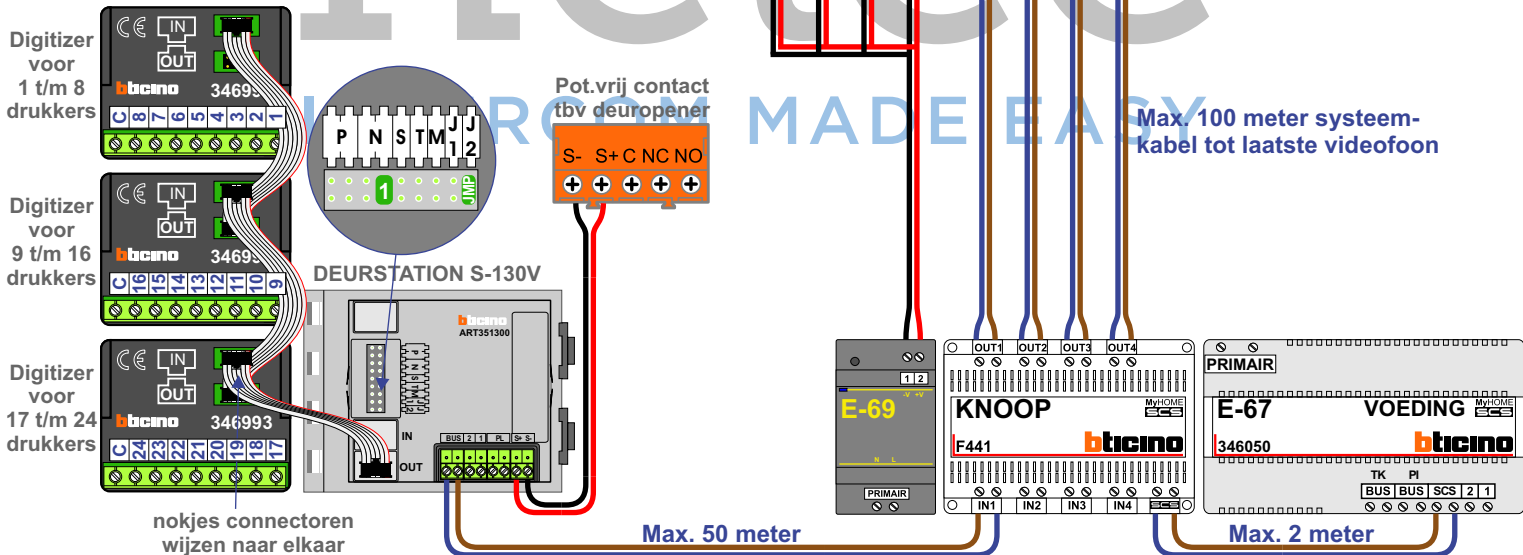 Digitizer
voor
1 t/m 8
drukkers
IN
OUT
bticino
C 8 7 6 5 4 3 2 1
Digitizer
voor
9 t/m 16
drukkers
IN
OUT
bticino
C 16 15 14 13 12 11 10 9
Digitizer
voor
17 t/m 24
drukkers
IN
OUT
bticino 346993
C 24 23 22 21 20 19 18 17
nokjes connectoren
wijzen naar elkaar
P N S T M J1 J2
1
JMP
DEURSTATION S-130V
bticino
ART351300
P N S T M J1 J2
IN
OUT
BUS 2 1 PL S+ S-
Pot.vrij contact
tbv deuropener
S- S+ C NC NO
MADE EASY
Max. 100 meter systeem-
kabel tot laatste videofoon
1 2
-V +V
E-69
N L
PRIMAIR
OUT1 OUT2 OUT3 OUT4
KNOOP
MyHOME
SCS
F441
bticino
IN1 IN2 IN3 IN4 SCS
PRIMAIR
E-67 VOEDING
MyHOME
SCS
346050
bticino
TK PI
BUS BUS SCS 2 1
Max. 50 meter
Max. 2 meter